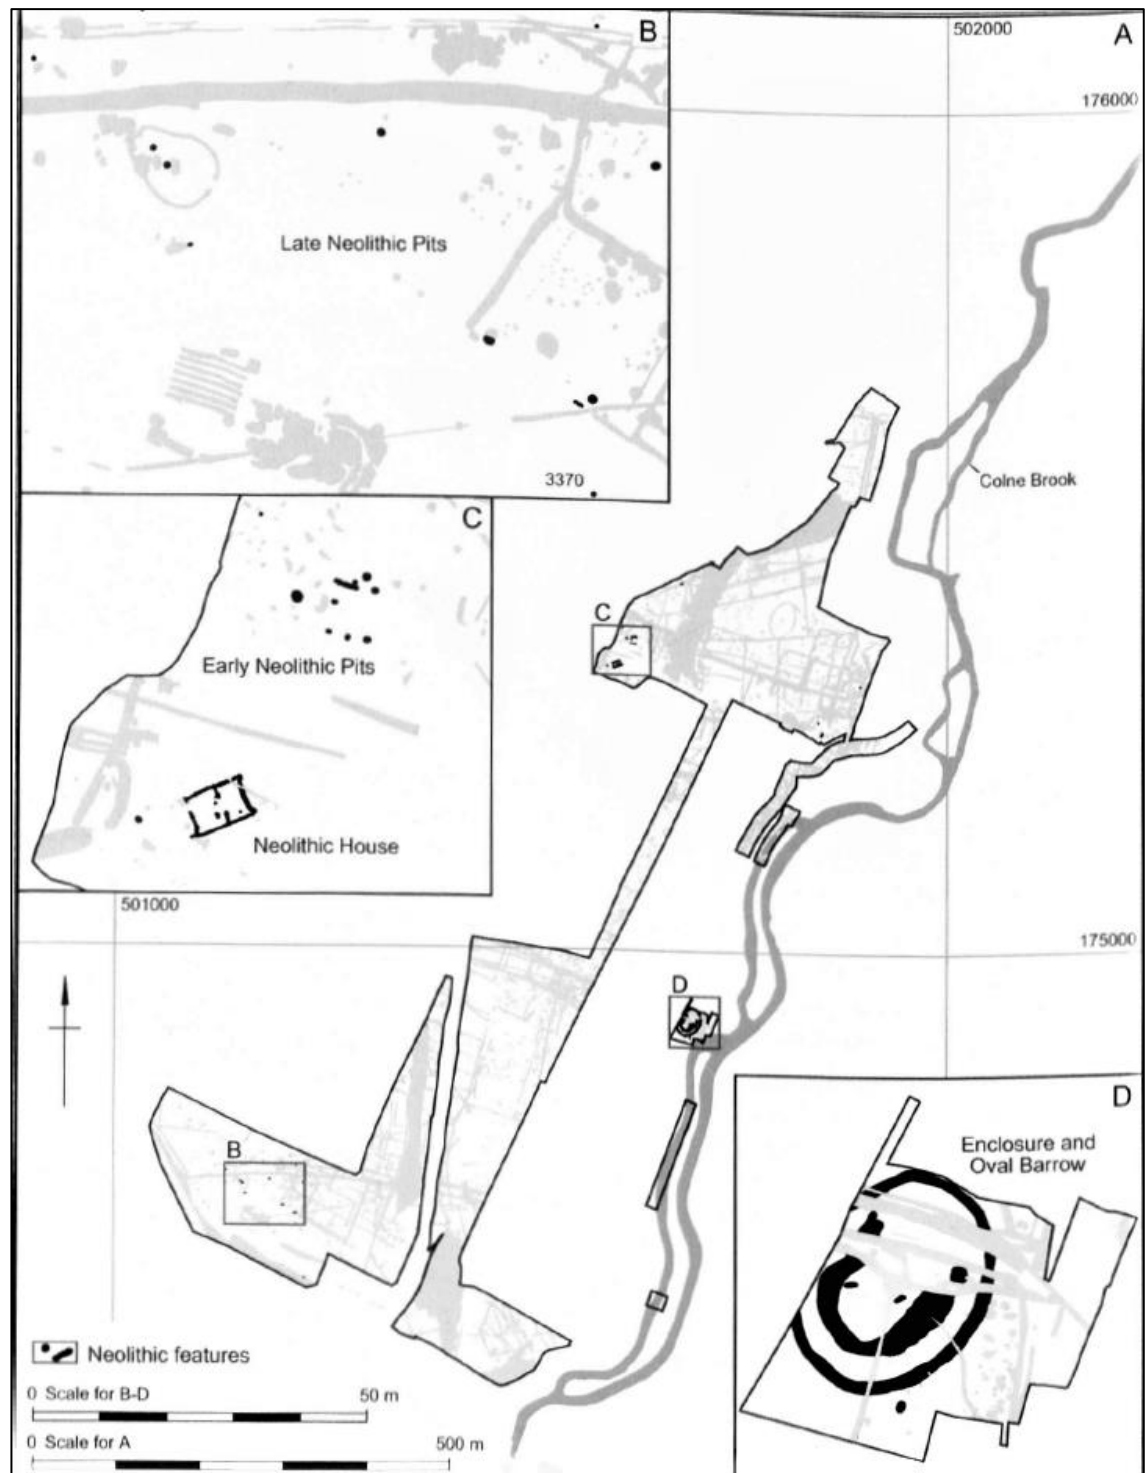 B
502000
A
176000
Late Neolithic Pits
3370
Colne Brook
C
C
Early Neolithic Pits
Neolithic House
501000
175000
D
D
Enclosure and
Oval Barrow
B
Neolithic features
0 Scale for B-D 50 m
0 Scale for A 500 m